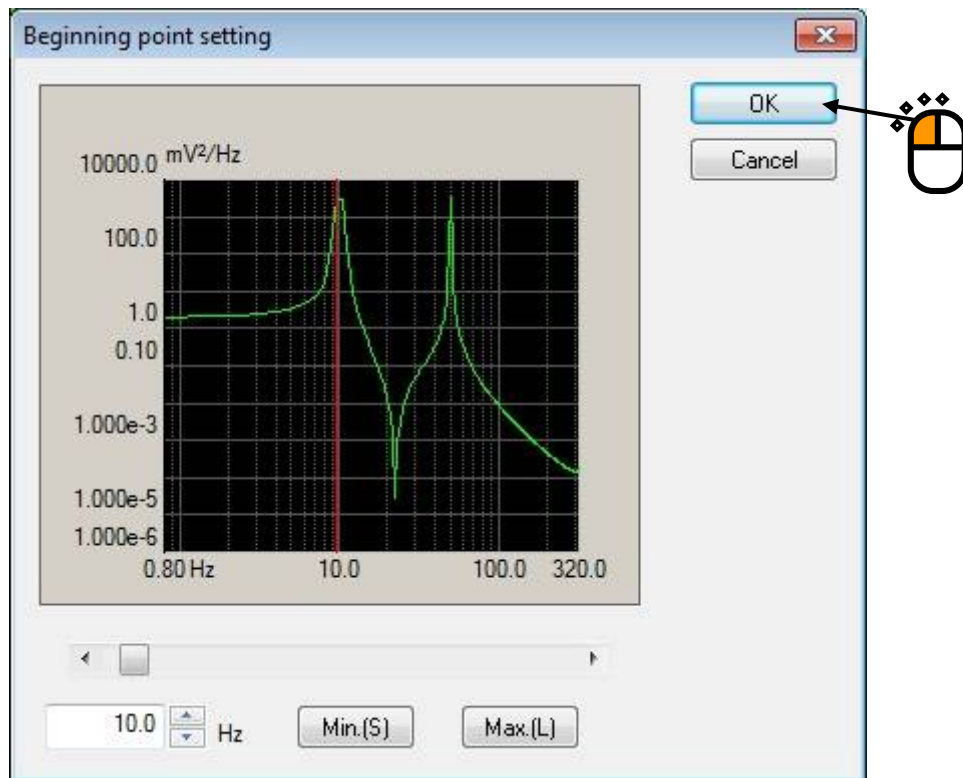 Beginning point setting
OK
Cancel
10000.0 mV²/Hz
100.0
1.0
0.10
1.000e-3
1.000e-5
1.000e-6
0.80 Hz 10.0 100.0 320.0
10.0 Hz Min.(S) Max.(L)